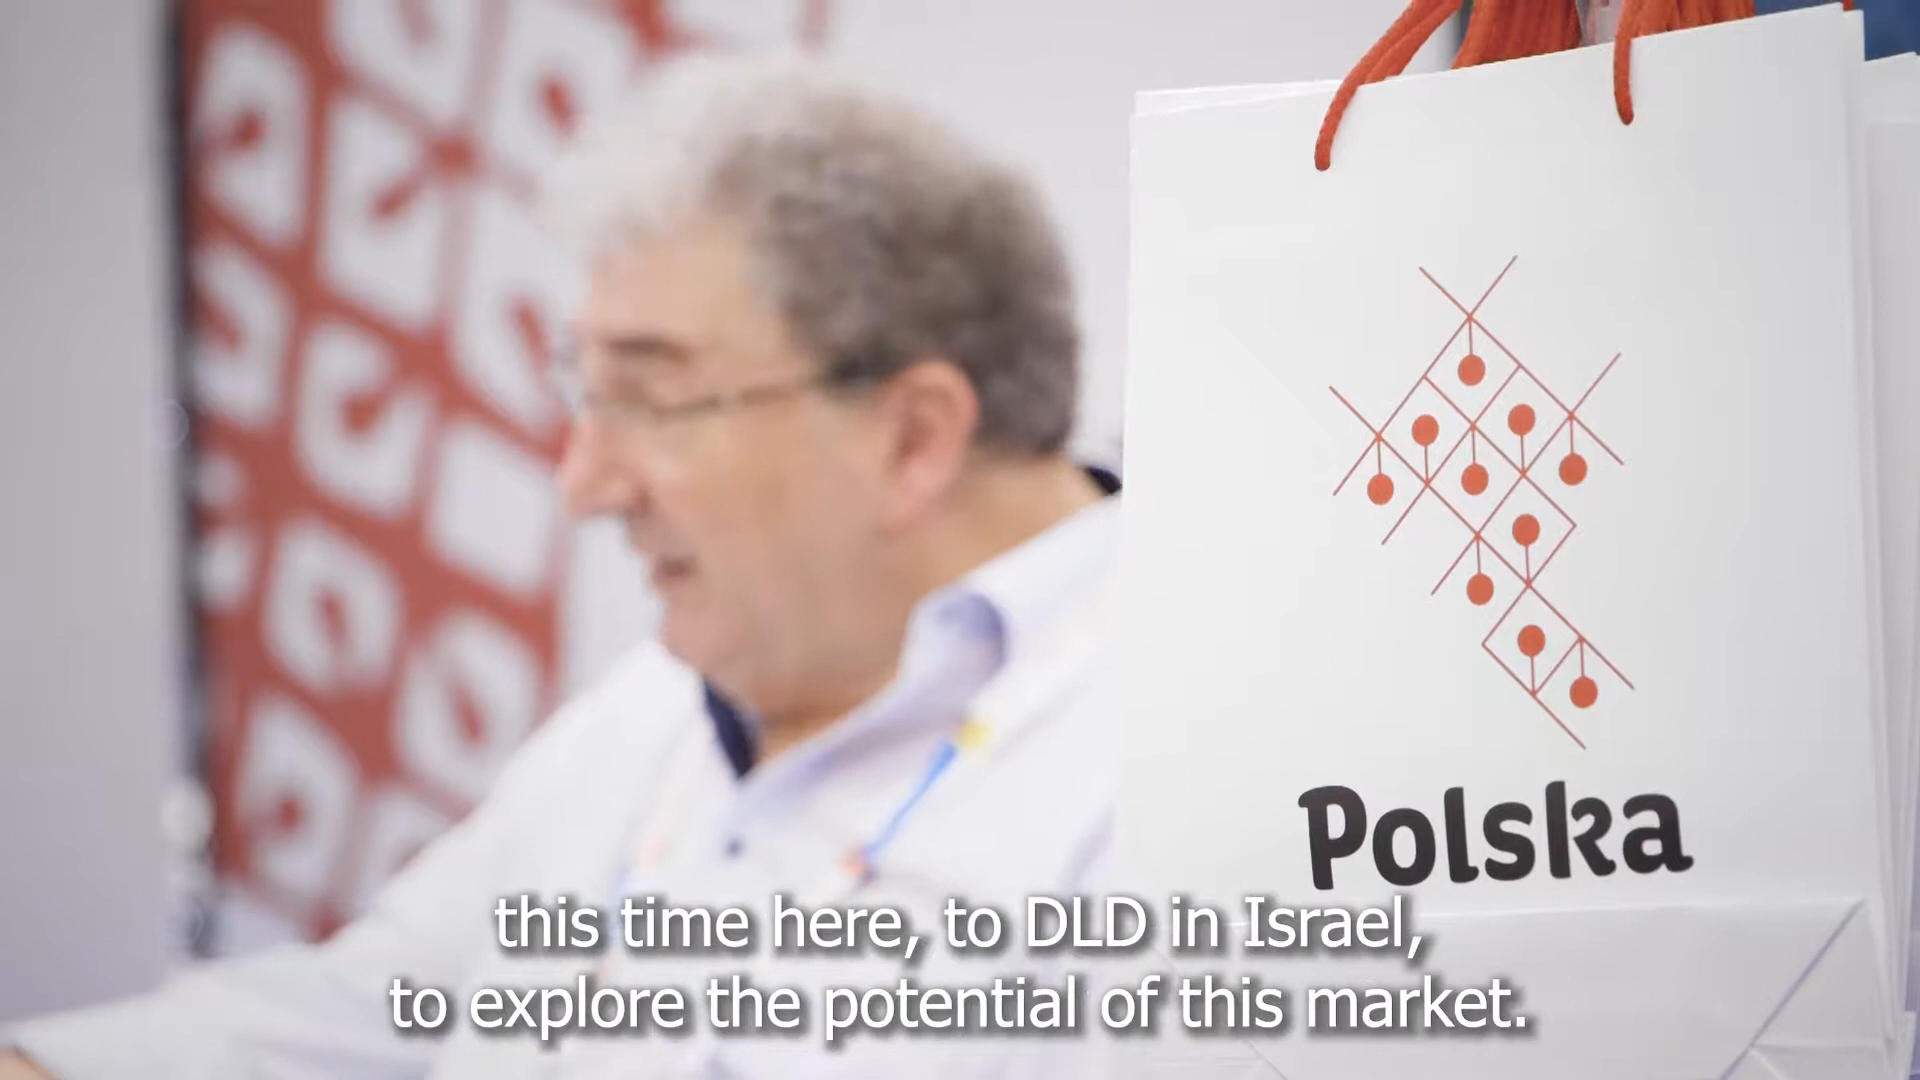 Polska
this time here, to DLD in Israel,
to explore the potential of this market.